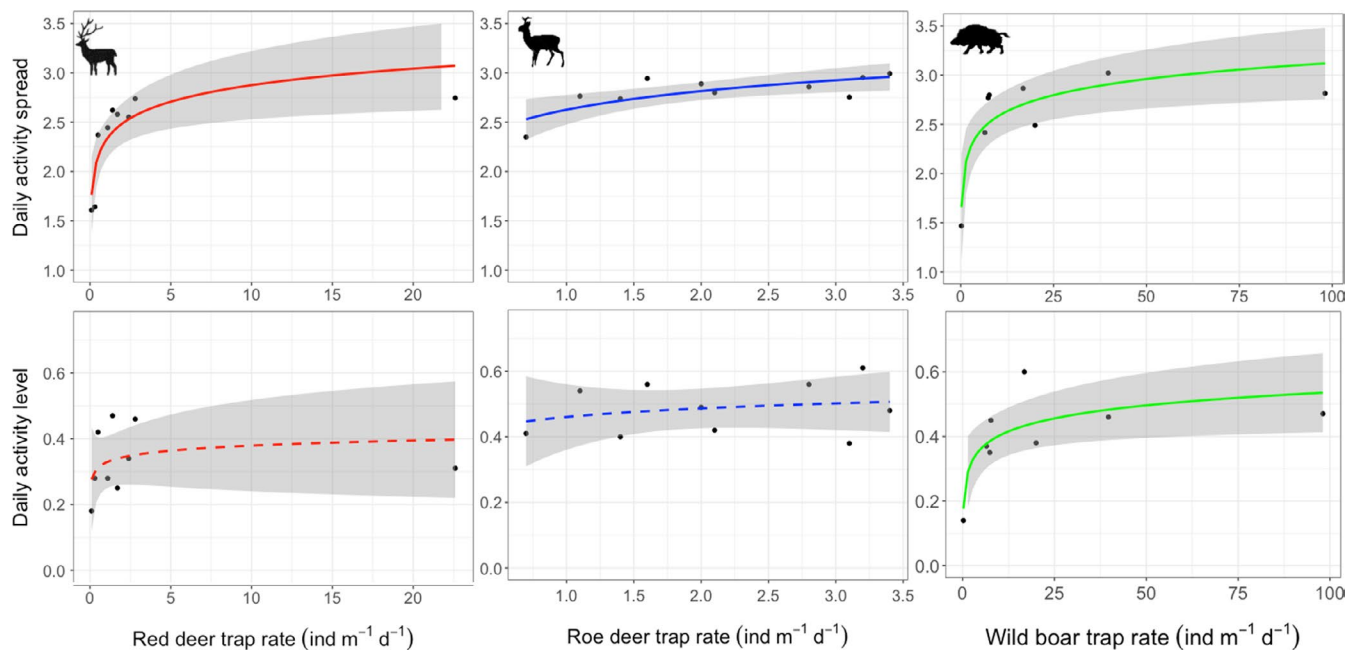 Daily activity spread
3.5
3.0
2.5
2.0
1.5
1.0
0 5 10 15 20
3.5
3.0
2.5
2.0
1.5
1.0
1.0 1.5 2.0 2.5 3.0 3.5
3.5
3.0
2.5
2.0
1.5
1.0
0 25 50 75 100
Daily activity level
0.6
0.4
0.2
0.0
0 5 10 15 20
0.6
0.4
0.2
0.0
1.0 1.5 2.0 2.5 3.0 3.5
0.6
0.4
0.2
0.0
0 25 50 75 100
Red deer trap rate (ind m⁻¹ d⁻¹)
Roe deer trap rate (ind m⁻¹ d⁻¹)
Wild boar trap rate (ind m⁻¹ d⁻¹)